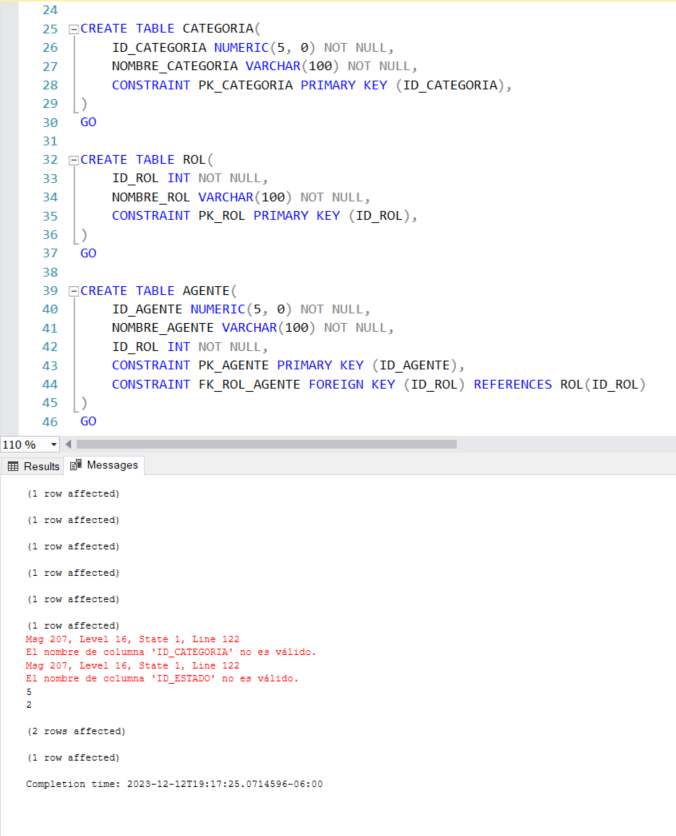 24
25 CREATE TABLE CATEGORIA(
26 ID_CATEGORIA NUMERIC(5, 0) NOT NULL,
27 NOMBRE_CATEGORIA VARCHAR(100) NOT NULL,
28 CONSTRAINT PK_CATEGORIA PRIMARY KEY (ID_CATEGORIA),
29 )
30 GO
31
32 CREATE TABLE ROL(
33 ID_ROL INT NOT NULL,
34 NOMBRE_ROL VARCHAR(100) NOT NULL,
35 CONSTRAINT PK_ROL PRIMARY KEY (ID_ROL),
36 )
37 GO
38
39 CREATE TABLE AGENTE(
40 ID_AGENTE NUMERIC(5, 0) NOT NULL,
41 NOMBRE_AGENTE VARCHAR(100) NOT NULL,
42 ID_ROL INT NOT NULL,
43 CONSTRAINT PK_AGENTE PRIMARY KEY (ID_AGENTE),
44 CONSTRAINT FK_ROL_AGENTE FOREIGN KEY (ID_ROL) REFERENCES ROL(ID_ROL)
45 )
46 GO
110 %
Results Messages
(1 row affected)
(1 row affected)
(1 row affected)
(1 row affected)
(1 row affected)
(1 row affected)
Msg 207, Level 16, State 1, Line 122
El nombre de columna 'ID_CATEGORIA' no es válido.
Msg 207, Level 16, State 1, Line 122
El nombre de columna 'ID_ESTADO' no es válido.
5
2
(2 rows affected)
(1 row affected)
Completion time: 2023-12-12T19:17:25.0714596-06:00